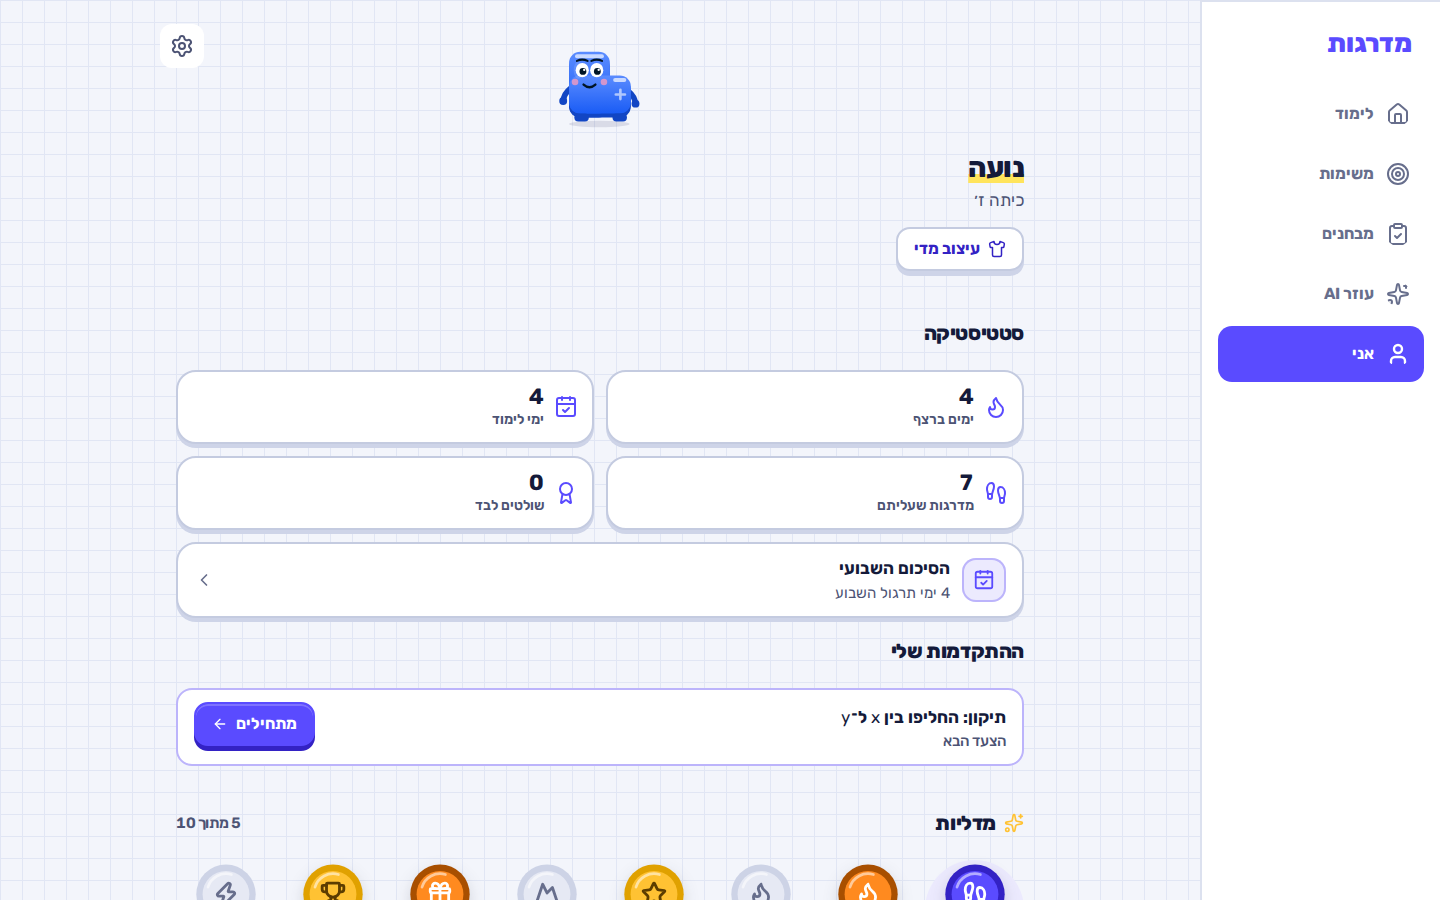 מדרגות
לימוד
משימות
מבחנים
עוזר AI
אני
נועה
כיתה ז׳
עיצוב מדי
סטטיסטיקה
4
ימים ברצף
4
ימי לימוד
7
מדרגות שעליתם
0
שולטים לבד
הסיכום השבועי
4 ימי תרגול השבוע
ההתקדמות שלי
תיקון: החליפו בין x ל־y
הצעד הבא
מתחילים
מדליות
5 מתוך 10